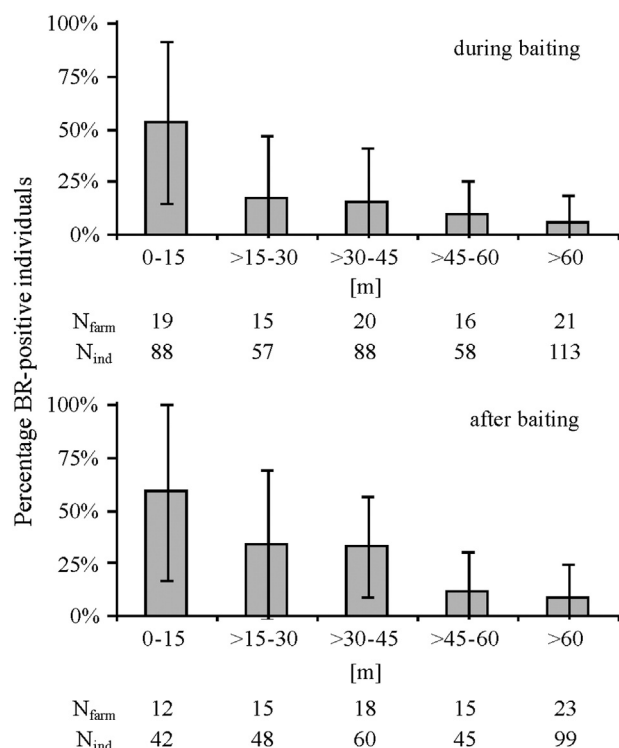 Percentage BR-positive individuals
100%
during baiting
75%
50%
25%
0%
0-15 >15-30 >30-45 >45-60 >60
[m]
Nfarm 19 15 20 16 21
Nind 88 57 88 58 113
100%
after baiting
75%
50%
25%
0%
0-15 >15-30 >30-45 >45-60 >60
[m]
Nfarm 12 15 18 15 23
Nind 42 48 60 45 99